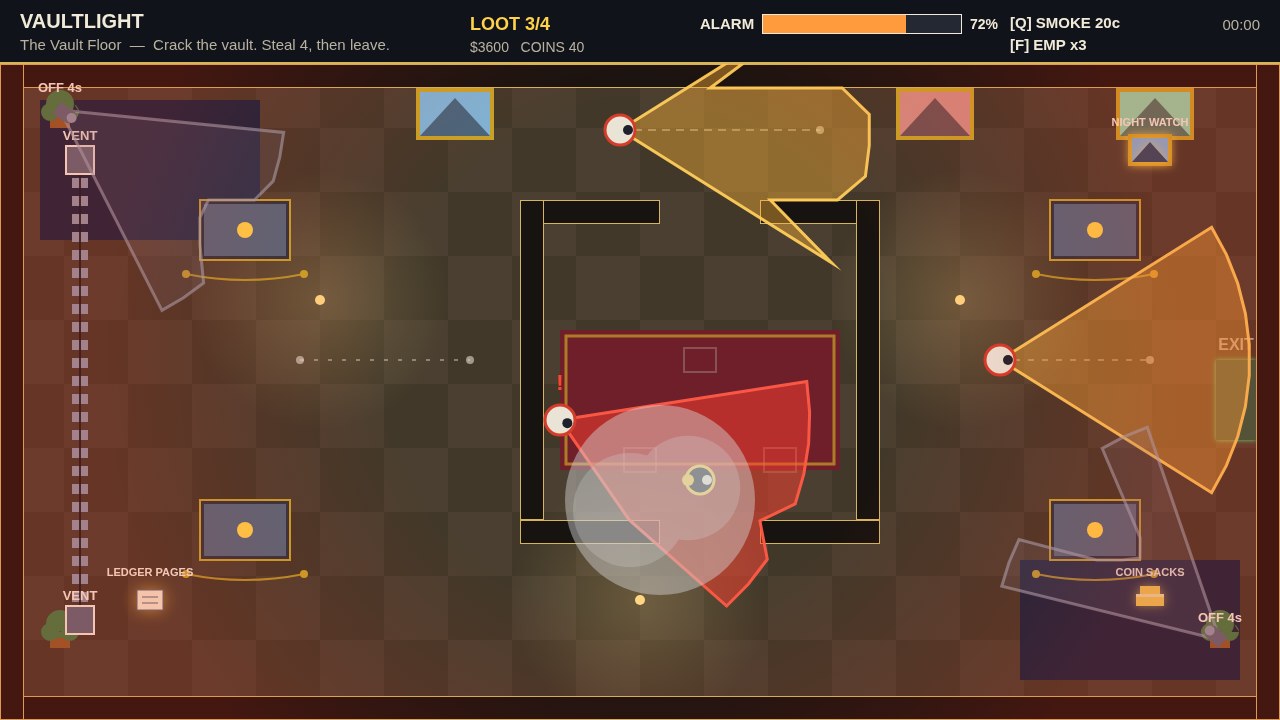 VAULTLIGHT
The Vault Floor — Crack the vault. Steal 4, then leave.
LOOT 3/4
$3600 COINS 40
ALARM 72%
[Q] SMOKE 20c
[F] EMP x3
00:00
OFF 4s
VENT
NIGHT WATCH
EXIT
!
LEDGER PAGES
VENT
COIN SACKS
OFF 4s